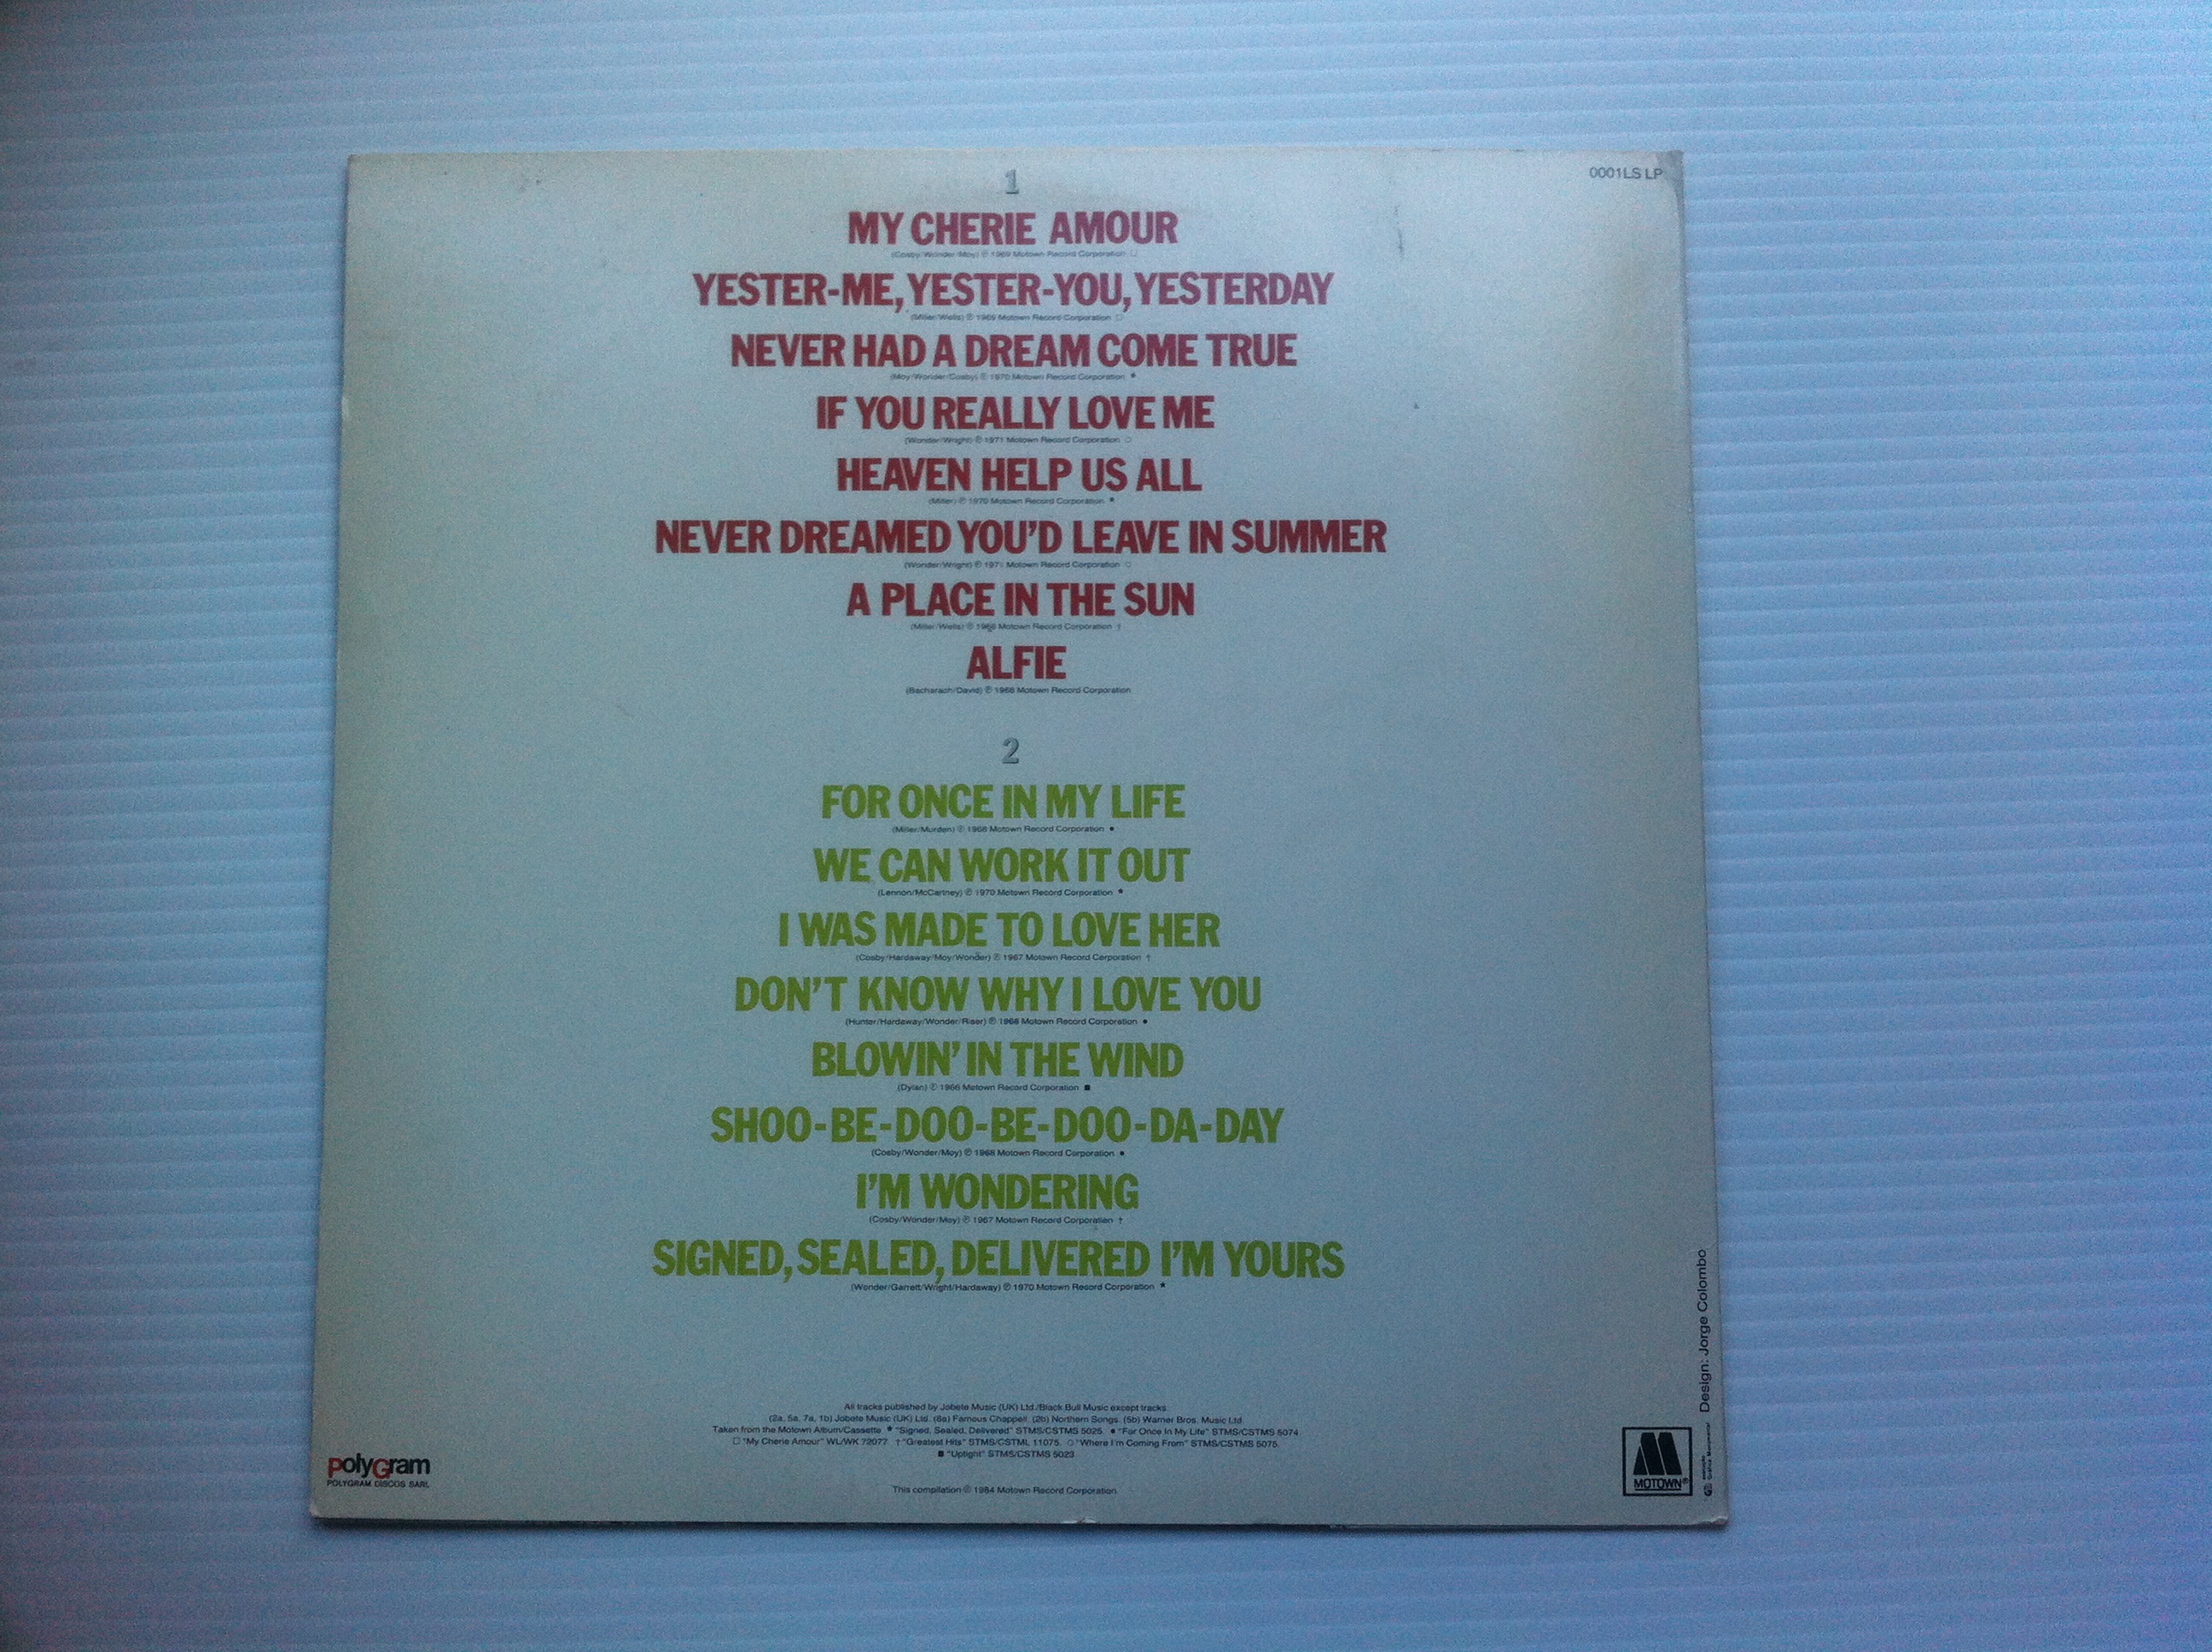 0001LS LP
1
MY CHERIE AMOUR
(Cosby/Wonder/Moy) ℗ 1969 Motown Record Corporation □
YESTER-ME, YESTER-YOU, YESTERDAY
(Miller/Wells) ℗ 1969 Motown Record Corporation □
NEVER HAD A DREAM COME TRUE
(Moy/Wonder/Cosby) ℗ 1970 Motown Record Corporation ★
IF YOU REALLY LOVE ME
(Wonder/Wright) ℗ 1971 Motown Record Corporation ○
HEAVEN HELP US ALL
(Miller) ℗ 1970 Motown Record Corporation ★
NEVER DREAMED YOU'D LEAVE IN SUMMER
(Wonder/Wright) ℗ 1971 Motown Record Corporation ○
A PLACE IN THE SUN
(Miller/Wells) ℗ Motown Record Corporation †
ALFIE
(Bacharach/David) ℗ 1968 Motown Record Corporation
2
FOR ONCE IN MY LIFE
(Miller/Murden) ℗ 1968 Motown Record Corporation ●
WE CAN WORK IT OUT
(Lennon/McCartney) ℗ 1970 Motown Record Corporation ★
I WAS MADE TO LOVE HER
(Cosby/Hardaway/Moy/Wonder) ℗ 1967 Motown Record Corporation †
DON'T KNOW WHY I LOVE YOU
(Hunter/Hardaway/Wonder/Riser) ℗ 1968 Motown Record Corporation ●
BLOWIN' IN THE WIND
(Dylan) ℗ 1966 Motown Record Corporation ■
SHOO-BE-DOO-BE-DOO-DA-DAY
(Cosby/Wonder/Moy) ℗ 1968 Motown Record Corporation ●
I'M WONDERING
(Cosby/Wonder/Moy) ℗ 1967 Motown Record Corporation †
SIGNED, SEALED, DELIVERED I'M YOURS
(Wonder/Garrett/Wright/Hardaway) ℗ 1970 Motown Record Corporation ★
All tracks published by Jobete Music (UK) Ltd./Black Bull Music except tracks
(2a, 5a, 7a, 1b) Jobete Music (UK) Ltd. (8a) Famous Chappell. (2b) Northern Songs. (5b) Warner Bros. Music Ltd
Taken from the Motown Album/Cassette ★ "Signed, Sealed, Delivered" STMS/CSTMS 5025. ● "For Once In My Life" STMS/CSTMS 5074
□ "My Cherie Amour" WL/WK 72077 † "Greatest Hits" STMS/CSTML 11075. ○ "Where I'm Coming From" STMS/CSTMS 5075.
■ "Uptight" STMS/CSTMS 5029
This compilation ℗ 1984 Motown Record Corporation
polyGram
POLYGRAM DISCOS SARL
MOTOWN®
Design: Jorge Colombo